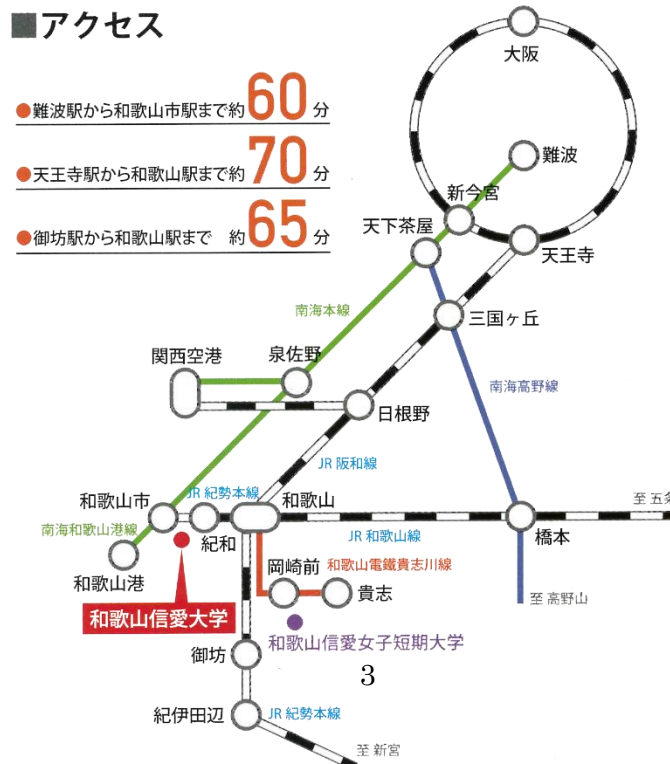 ■アクセス
●難波駅から和歌山市駅まで約60分
●天王寺駅から和歌山駅まで約70分
●御坊駅から和歌山駅まで 約65分
大阪
難波
新今宮
天下茶屋
天王寺
南海本線
三国ヶ丘
関西空港
泉佐野
南海高野線
日根野
JR 阪和線
和歌山市
JR 紀勢本線
和歌山
至 五条
南海和歌山港線
紀和
JR 和歌山線
橋本
和歌山港
岡崎前
和歌山電鐵貴志川線
貴志
至 高野山
和歌山信愛大学
和歌山信愛女子短期大学
御坊
3
紀伊田辺
JR 紀勢本線
至 新宮